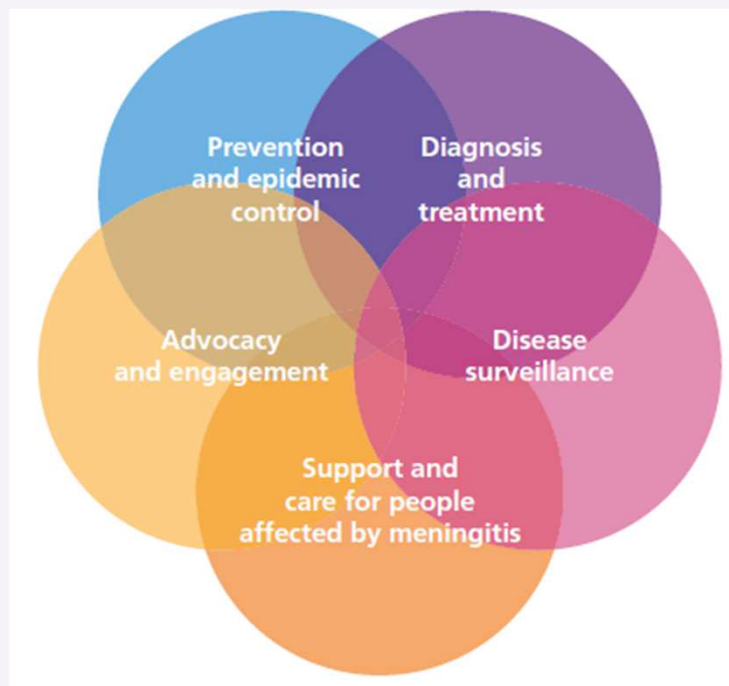 Prevention
and epidemic
control
Diagnosis
and
treatment
Advocacy
and engagement
Disease
surveillance
Support and
care for people
affected by meningitis